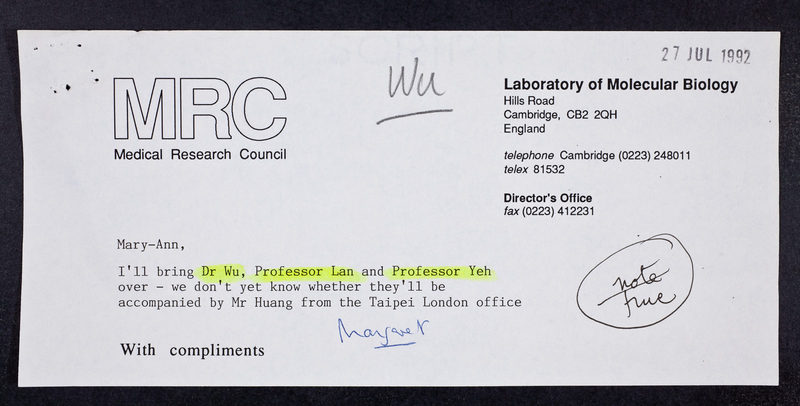 27 JUL 1992
Wu
MRC
Medical Research Council
Laboratory of Molecular Biology
Hills Road
Cambridge, CB2 2QH
England
telephone Cambridge (0223) 248011
telex 81532
Director's Office
fax (0223) 412231
Mary-Ann,
I'll bring Dr Wu, Professor Lan and Professor Yeh
over - we don't yet know whether they'll be
accompanied by Mr Huang from the Taipei London office
note
true
Margaret
With compliments